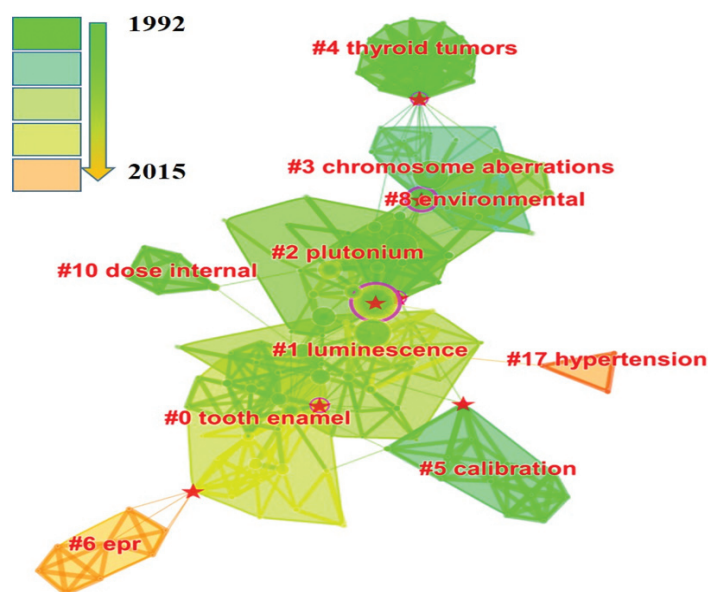 1992
2015
#4 thyroid tumors
#3 chromosome aberrations
#8 environmental
#2 plutonium
#10 dose internal
#1 luminescence
#17 hypertension
#0 tooth enamel
#5 calibration
#6 epr